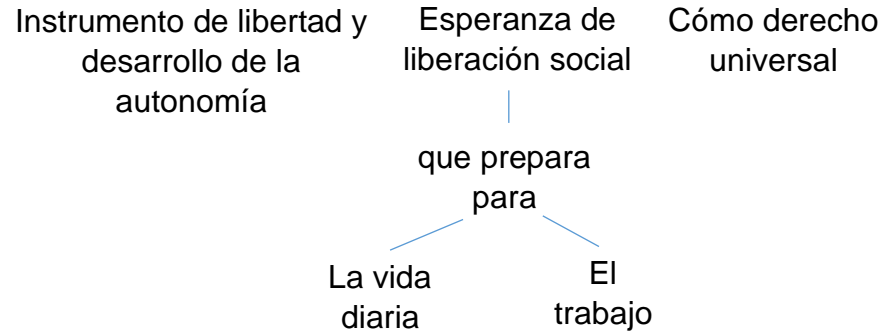 Instrumento de libertad y
desarrollo de la
autonomía
Esperanza de
liberación social
Cómo derecho
universal
que prepara
para
La vida
diaria
El
trabajo